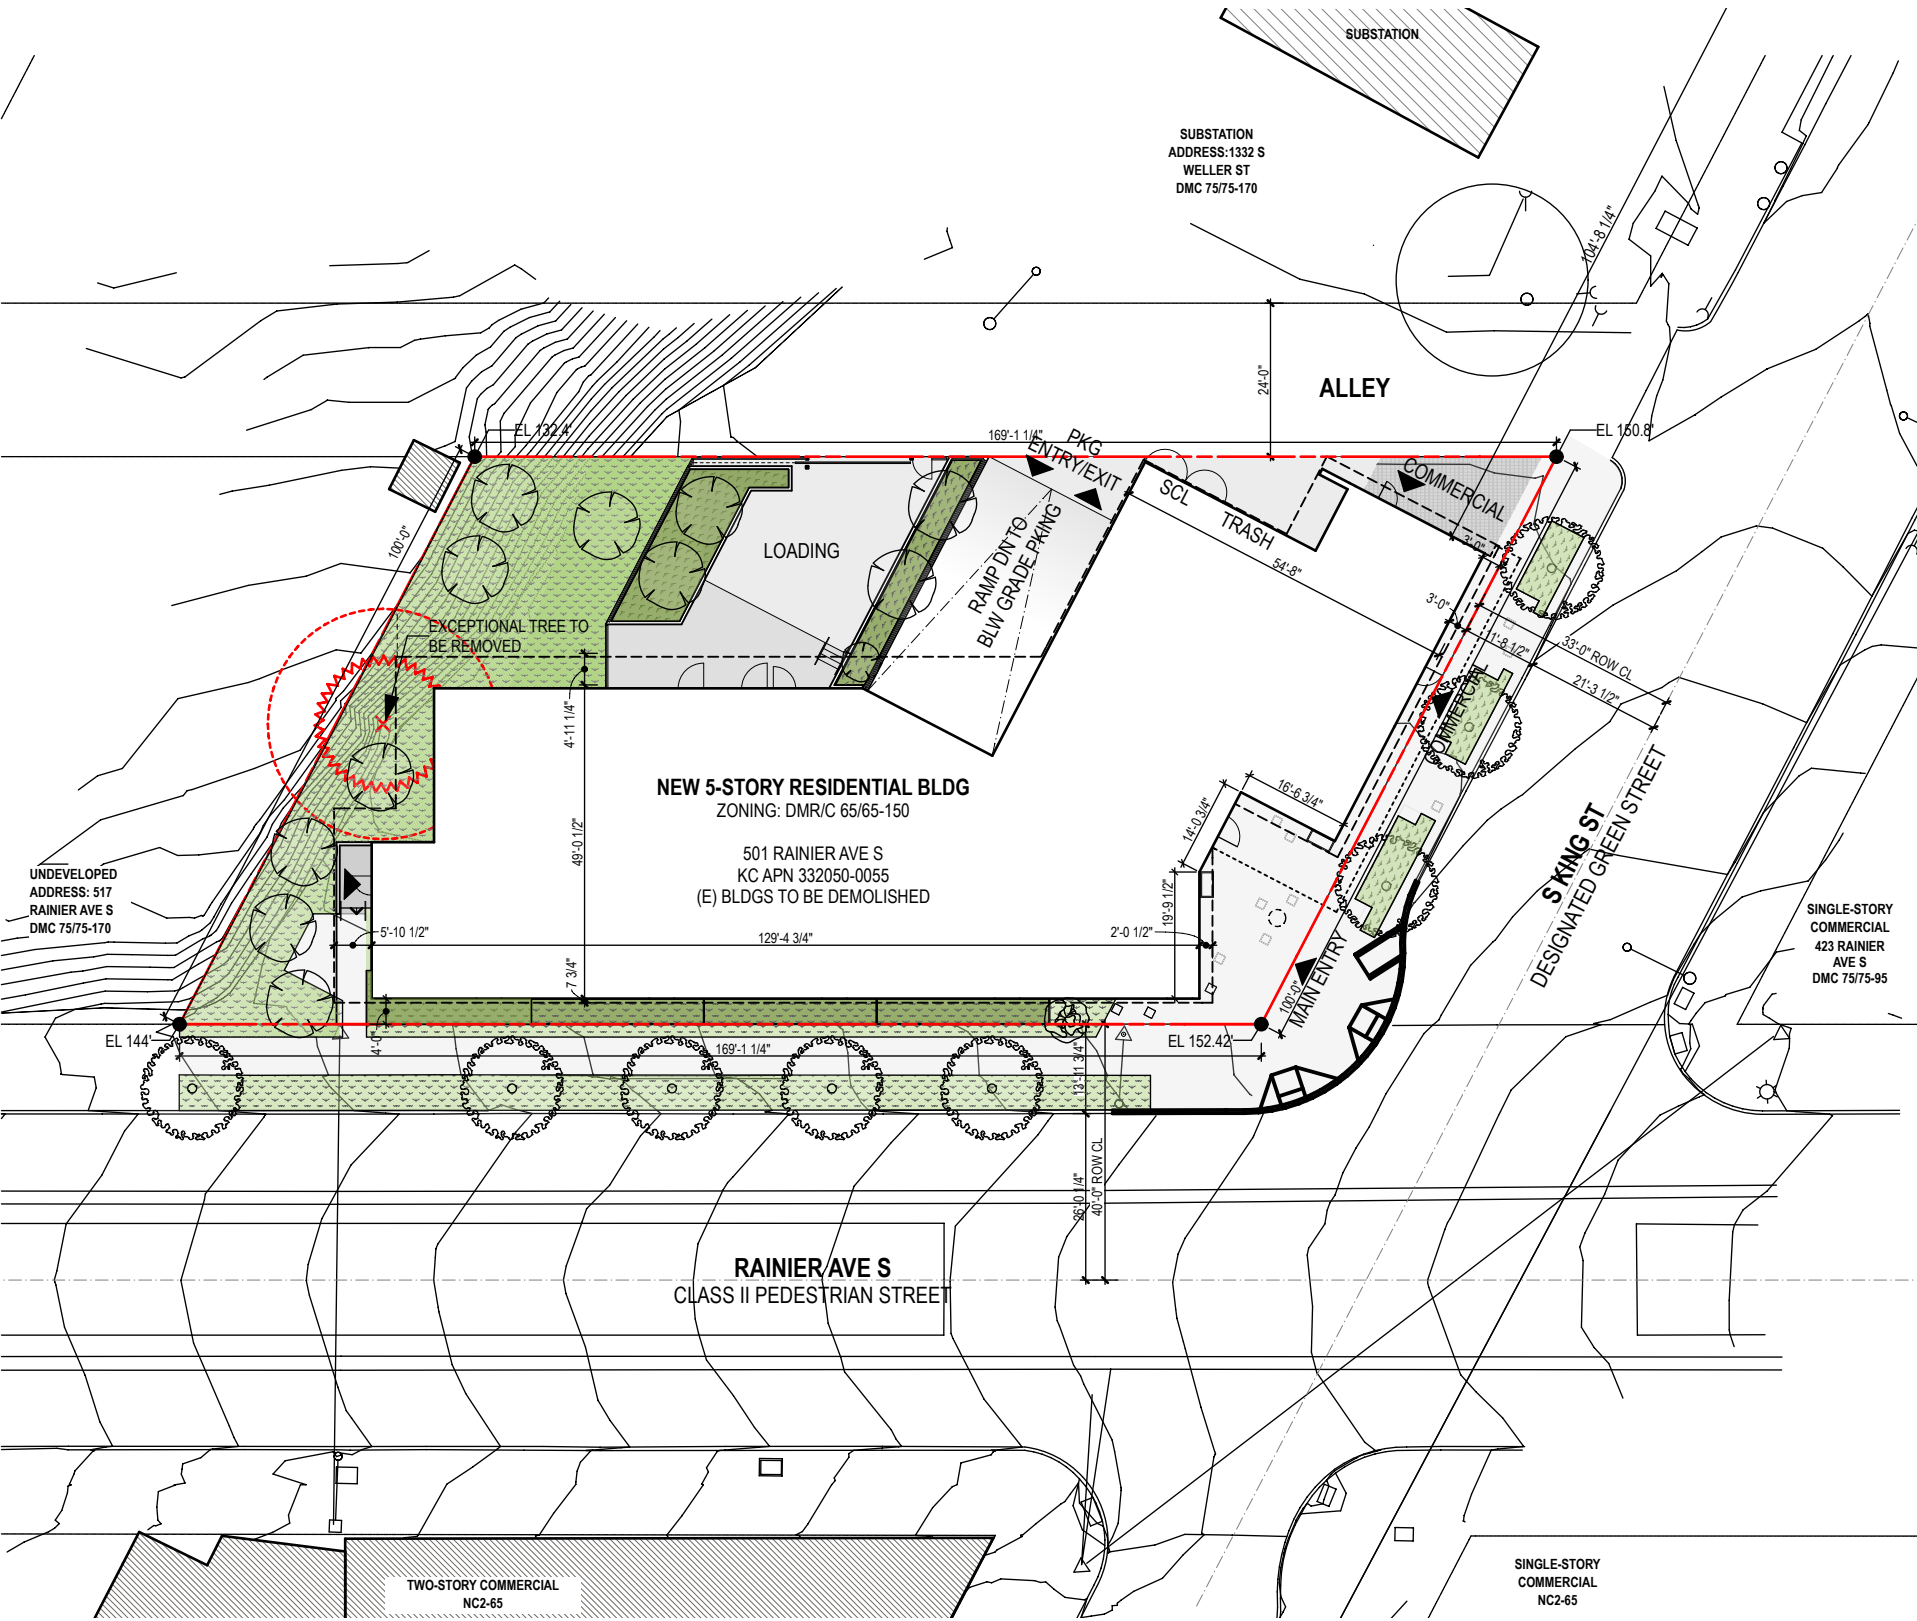 SUBSTATION
SUBSTATION
ADDRESS:1332 S
WELLER ST
DMC 75/75-170
104'-8 1/4"
24'-0"
ALLEY
EL 132.4'
169'-1 1/4"
EL 150.8'
PKG
ENTRY/EXIT
COMMERCIAL
SCL
TRASH
100'-0"
LOADING
RAMP DN TO
BLW GRADE PKING
54'-8"
3'-0"
3'-0"
1'-8 1/2"
33'-0" ROW CL
21'-3 1/2"
EXCEPTIONAL TREE TO
BE REMOVED
4'-11 1/4"
COMMERCIAL
NEW 5-STORY RESIDENTIAL BLDG
ZONING: DMR/C 65/65-150
501 RAINIER AVE S
KC APN 332050-0055
(E) BLDGS TO BE DEMOLISHED
49'-0 1/2"
16'-6 3/4"
14'-0 3/4"
19'-9 1/2"
S KING ST
DESIGNATED GREEN STREET
UNDEVELOPED
ADDRESS: 517
RAINIER AVE S
DMC 75/75-170
5'-10 1/2"
129'-4 3/4"
2'-0 1/2"
7 3/4"
SINGLE-STORY
COMMERCIAL
423 RAINIER
AVE S
DMC 75/75-95
100'-0"
MAIN ENTRY
EL 144'
4'-0"
169'-1 1/4"
13'-11 3/4"
EL 152.42'
26'-0 1/4"
40'-0" ROW CL
RAINIER AVE S
CLASS II PEDESTRIAN STREET
TWO-STORY COMMERCIAL
NC2-65
SINGLE-STORY
COMMERCIAL
NC2-65